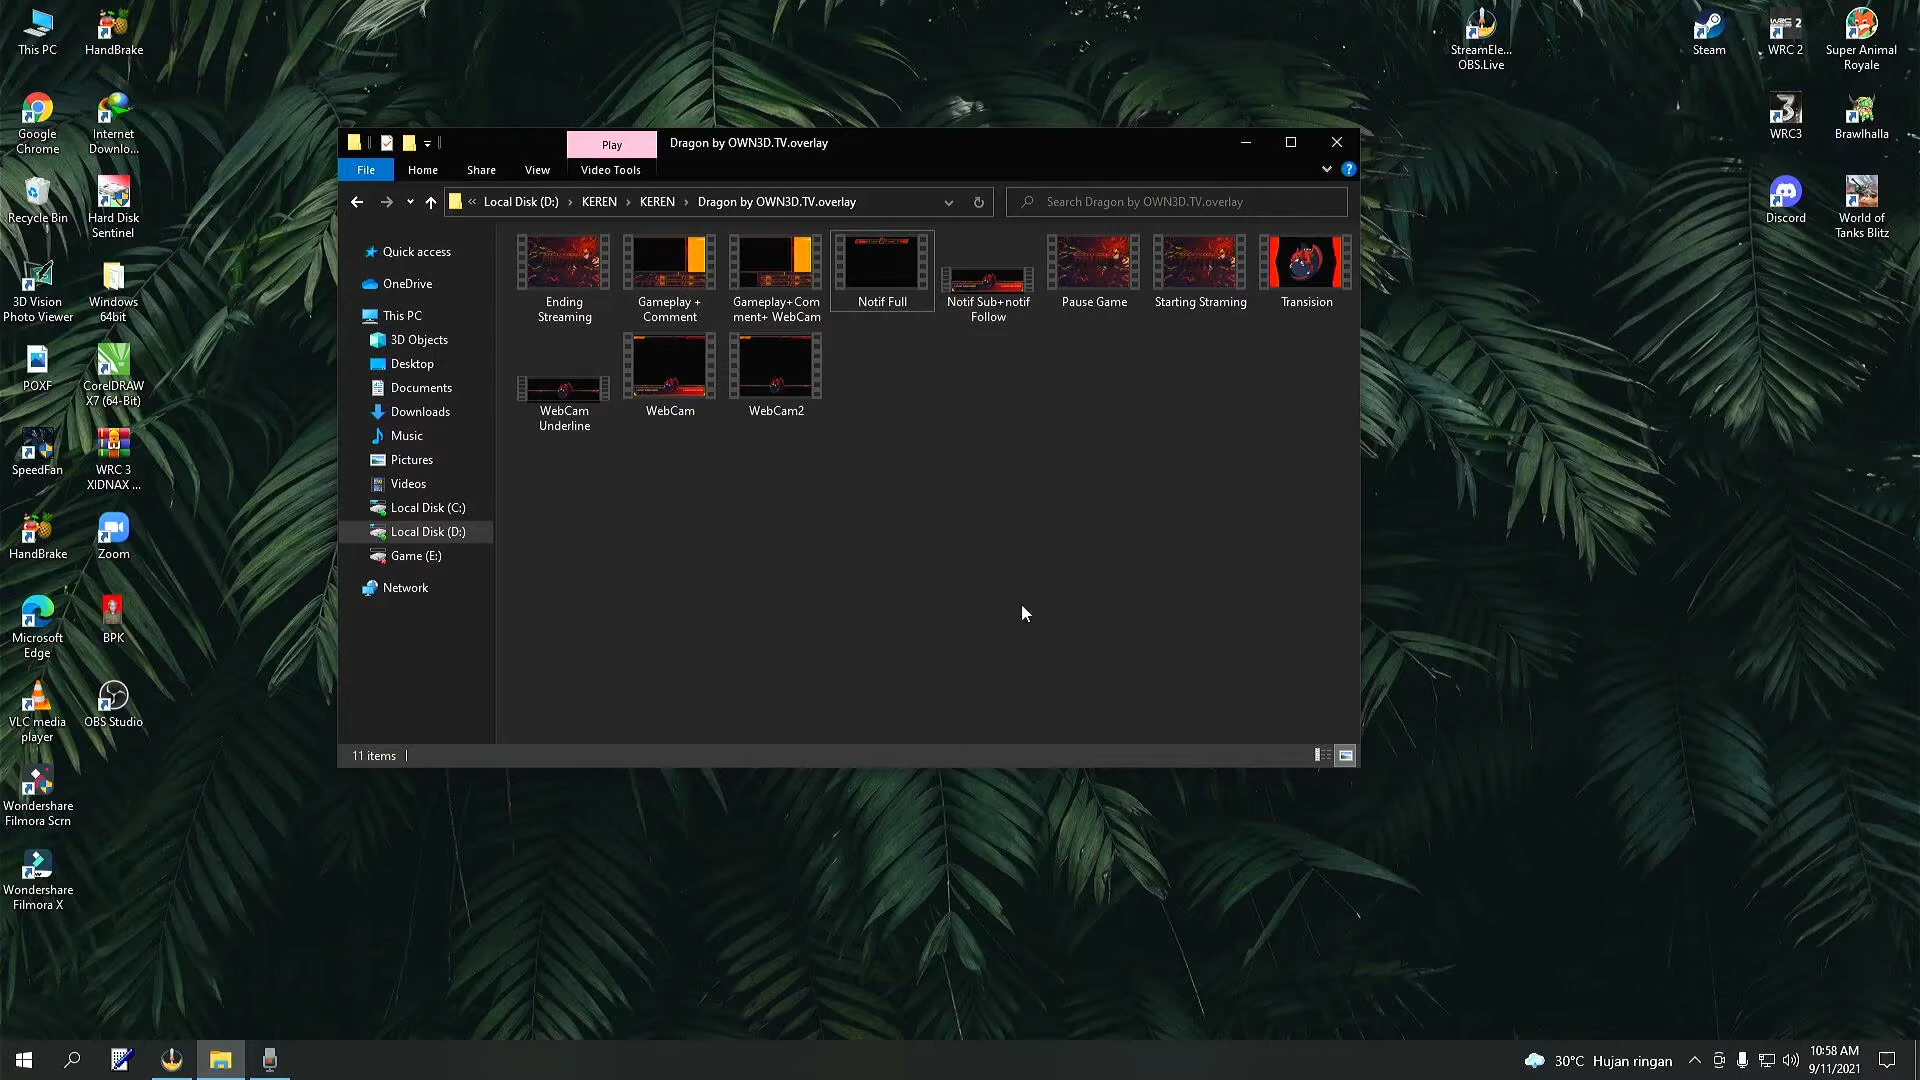 This PC
HandBrake
Google
Chrome
Internet
Downlo...
Recycle Bin
Hard Disk
Sentinel
3D Vision
Photo Viewer
Windows
64bit
POXF
CorelDRAW
X7 (64-Bit)
SpeedFan
WRC 3
XIDNAX ...
HandBrake
Zoom
Microsoft
Edge
BPK
VLC media
player
OBS Studio
Wondershare
Filmora Scrn
Wondershare
Filmora X
StreamEle...
OBS.Live
Steam
WRC 2
Super Animal
Royale
WRC3
Brawlhalla
Discord
World of
Tanks Blitz
Play
Dragon by OWN3D.TV.overlay
File
Home
Share
View
Video Tools
« Local Disk (D:) › KEREN › KEREN › Dragon by OWN3D.TV.overlay
Search Dragon by OWN3D.TV.overlay
Quick access
OneDrive
This PC
3D Objects
Desktop
Documents
Downloads
Music
Pictures
Videos
Local Disk (C:)
Local Disk (D:)
Game (E:)
Network
Ending
Streaming
Gameplay +
Comment
Gameplay+Com
ment+ WebCam
Notif Full
Notif Sub+notif
Follow
Pause Game
Starting Straming
Transision
WebCam
Underline
WebCam
WebCam2
11 items
30°C Hujan ringan
10:58 AM
9/11/2021